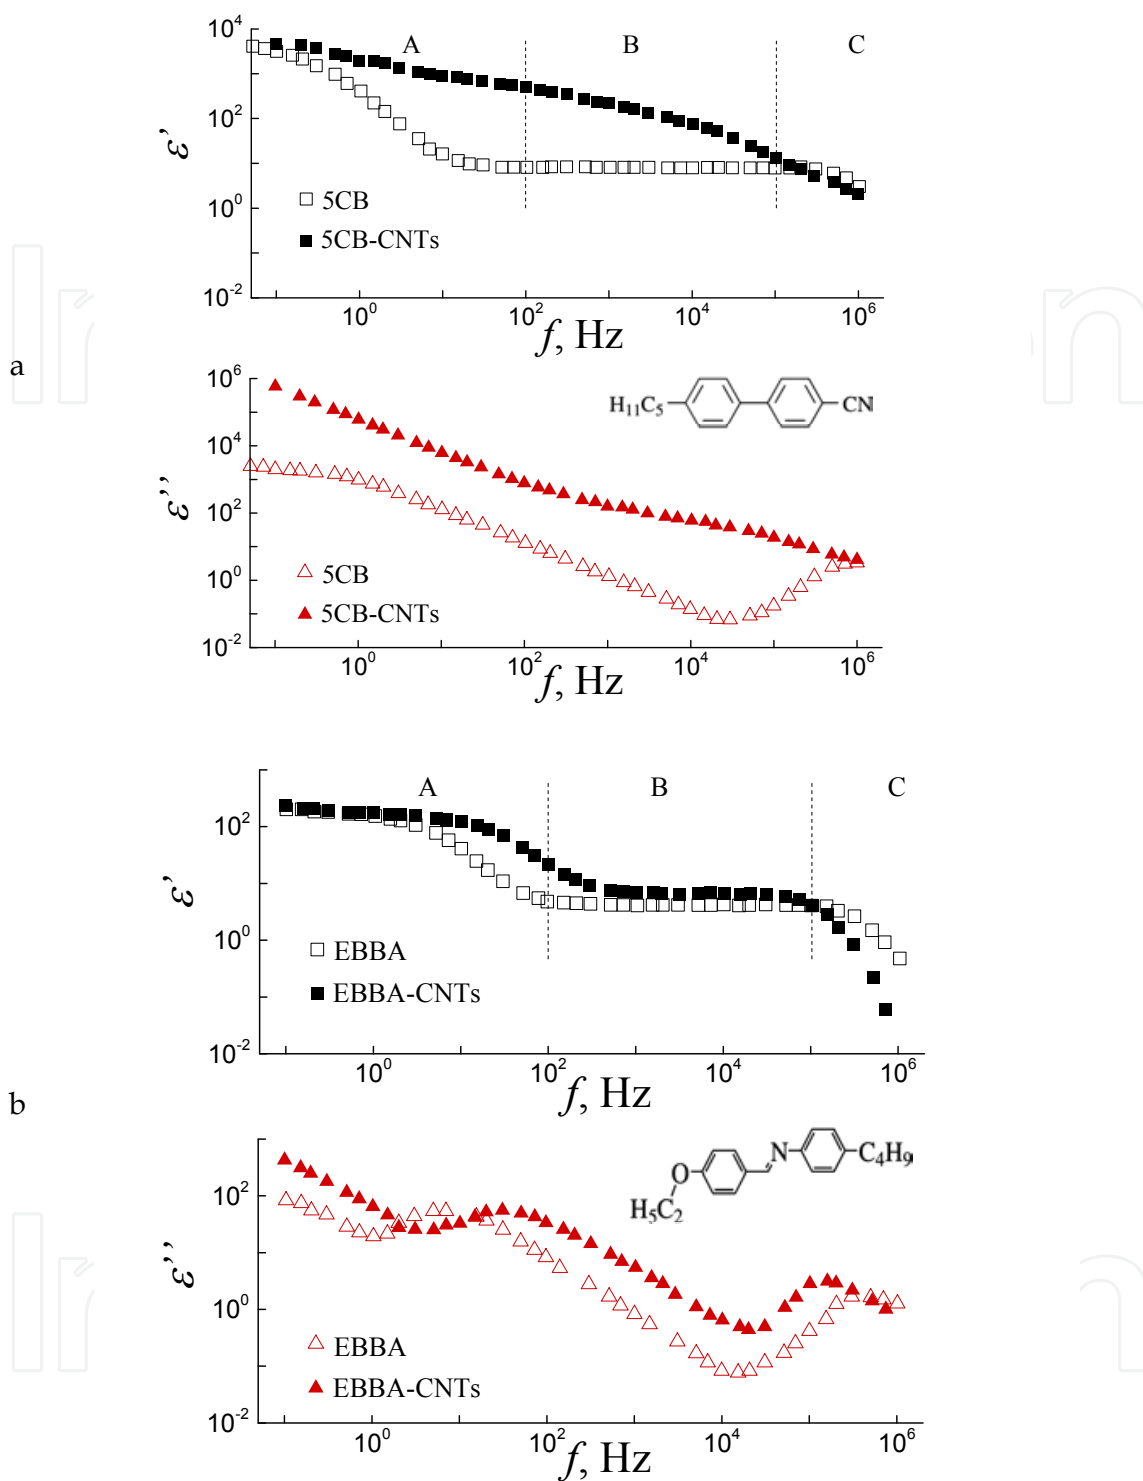 a
A B C
10⁴
10²
10⁰
10⁻²
ε'
5CB
5CB-CNTs
10⁰ 10² 10⁴ 10⁶
f, Hz
10⁶
10⁴
10²
10⁰
10⁻²
ε''
H₁₁C₅ CN
5CB
5CB-CNTs
10⁰ 10² 10⁴ 10⁶
f, Hz
b
A B C
10²
10⁰
10⁻²
ε'
EBBA
EBBA-CNTs
10⁰ 10² 10⁴ 10⁶
f, Hz
10²
10⁰
10⁻²
ε''
N
C₄H₉
O
H₅C₂
EBBA
EBBA-CNTs
10⁰ 10² 10⁴ 10⁶
f, Hz